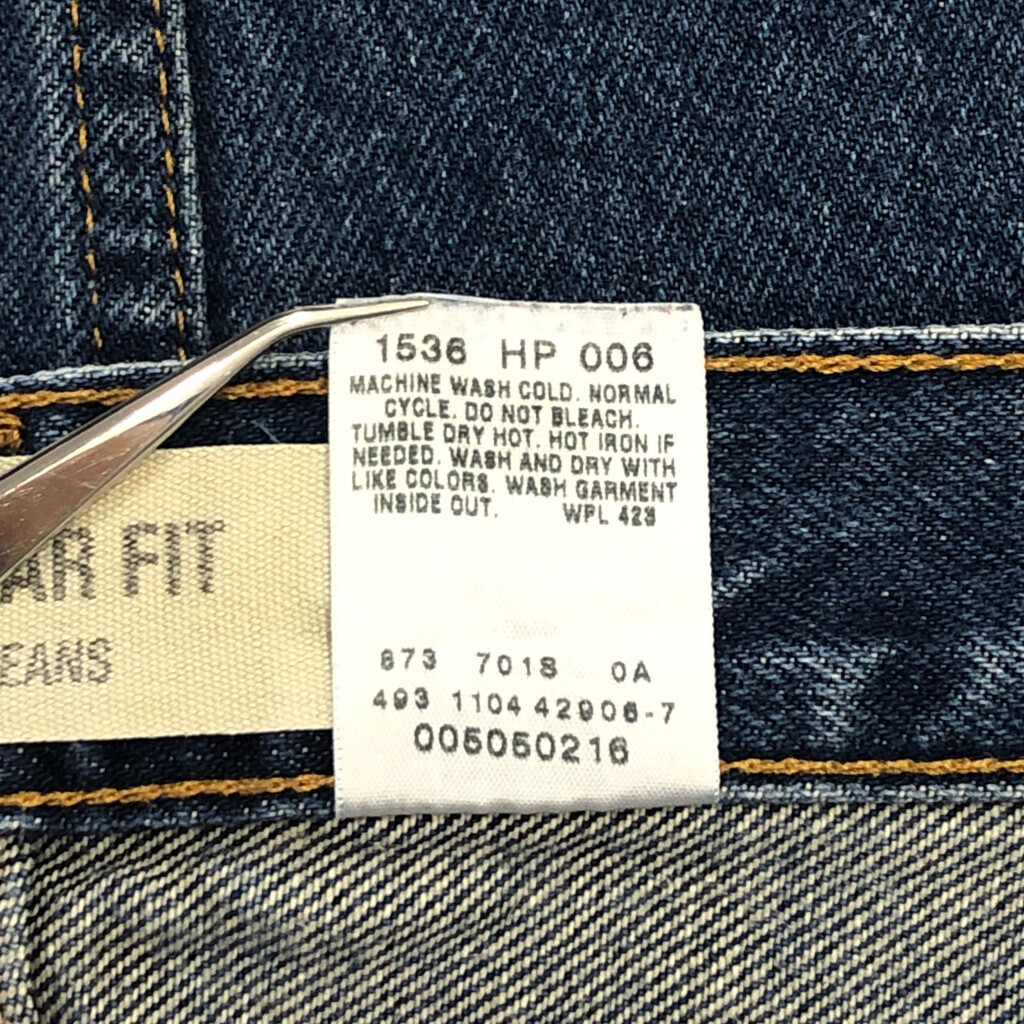 1536 HP 006
MACHINE WASH COLD. NORMAL
CYCLE. DO NOT BLEACH.
TUMBLE DRY HOT. HOT IRON IF
NEEDED. WASH AND DRY WITH
LIKE COLORS. WASH GARMENT
INSIDE OUT. WPL 423
AR FIT
EANS
873 7018 0A
493 1104 42906-7
005050216